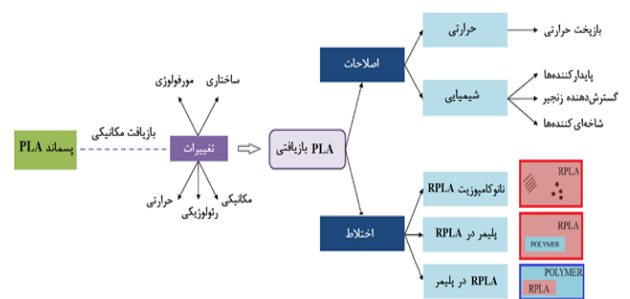 پسماند PLA
بازیافت مکانیکی
تغییرات
مورفولوژی
ساختاری
حرارتی
رئولوژیکی
مکانیکی
PLA بازیافتی
اصلاحات
حرارتی
بازپخت حرارتی
شیمیایی
پایدارکننده‌ها
گسترش‌دهنده زنجیر
شاخه‌ای کننده‌ها
اختلاط
نانوکامپوزیت RPLA
RPLA
پلیمر در RPLA
RPLA
POLYMER
RPLA در پلیمر
POLYMER
RPLA